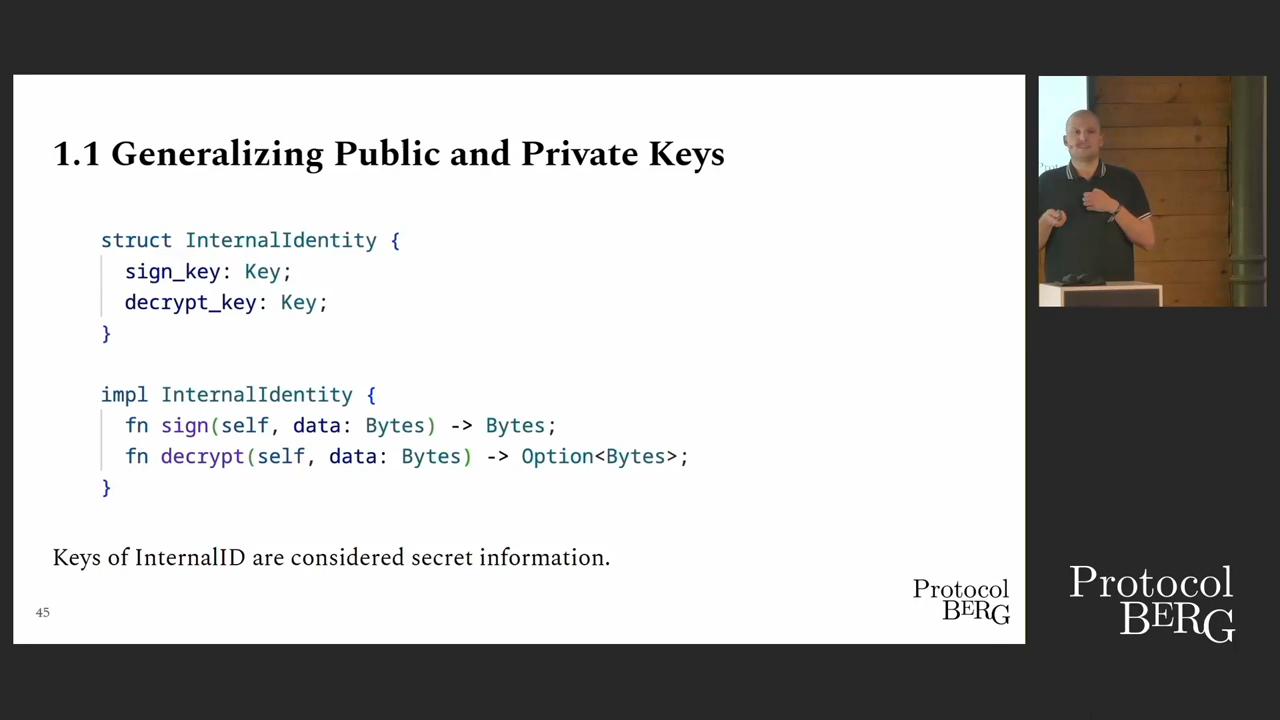 1.1 Generalizing Public and Private Keys
struct InternalIdentity {
sign_key: Key;
decrypt_key: Key;
}
impl InternalIdentity {
fn sign(self, data: Bytes) -> Bytes;
fn decrypt(self, data: Bytes) -> Option<Bytes>;
}
Keys of InternalID are considered secret information.
45
Protocol
BERG
Protocol
BERG